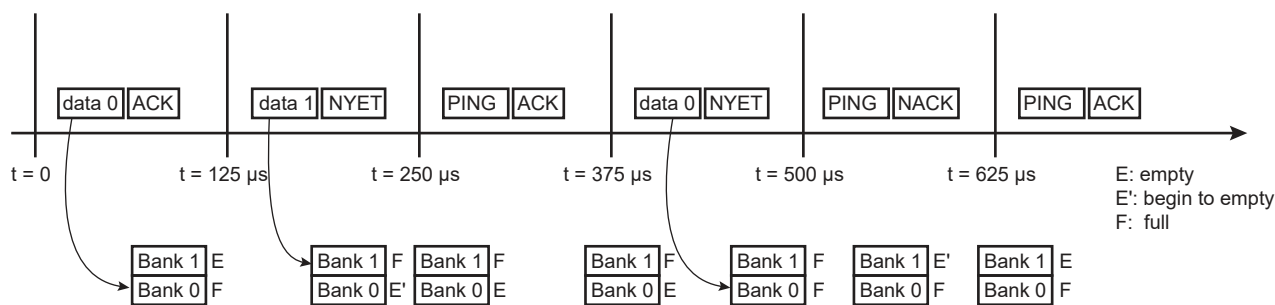 data 0 ACK data 1 NYET PING ACK data 0 NYET PING NACK PING ACK
t = 0 t = 125 μs t = 250 μs t = 375 μs t = 500 μs t = 625 μs
E: empty
E': begin to empty
F: full
Bank 1 E Bank 1 F Bank 1 F Bank 1 F Bank 1 F Bank 1 E' Bank 1 E
Bank 0 F Bank 0 E' Bank 0 E Bank 0 E Bank 0 F Bank 0 F Bank 0 F